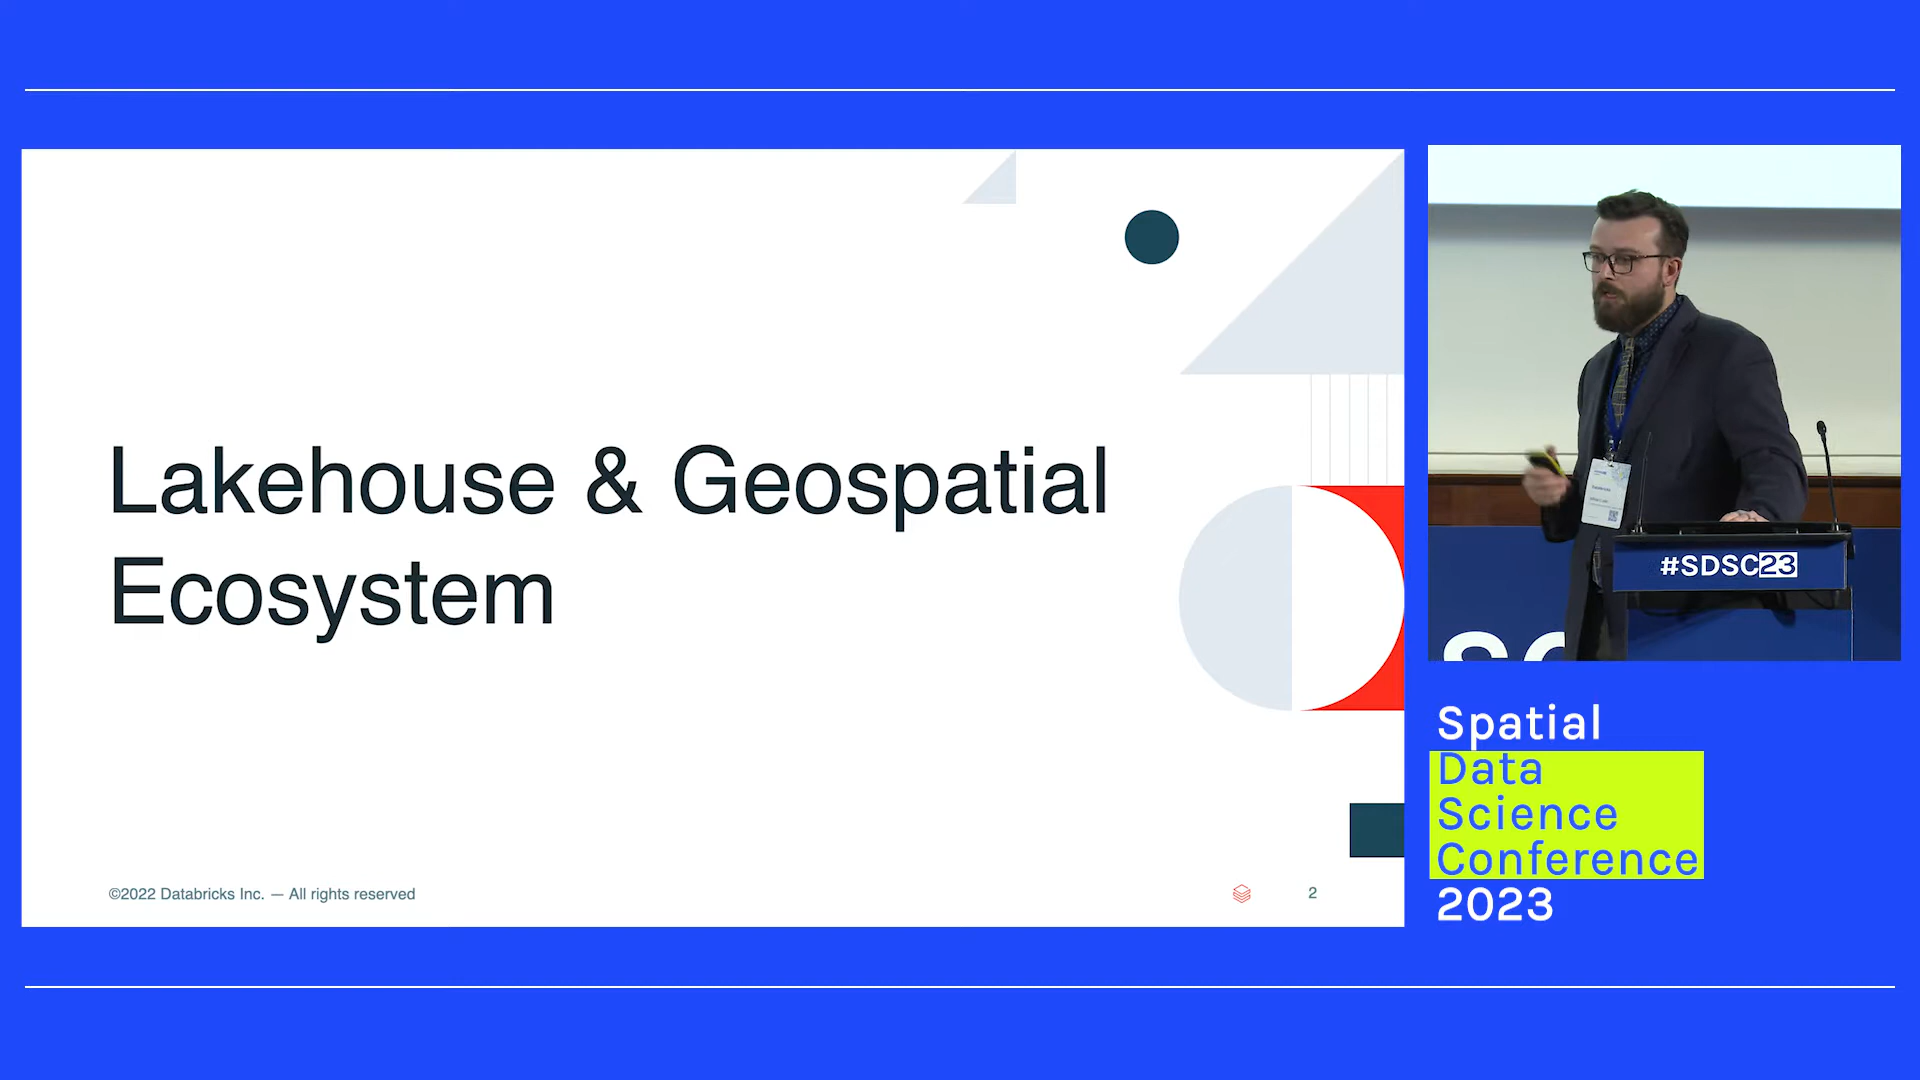 Lakehouse & Geospatial
Ecosystem
©2022 Databricks Inc. — All rights reserved
2
#SDSC23
Spatial
Data
Science
Conference
2023